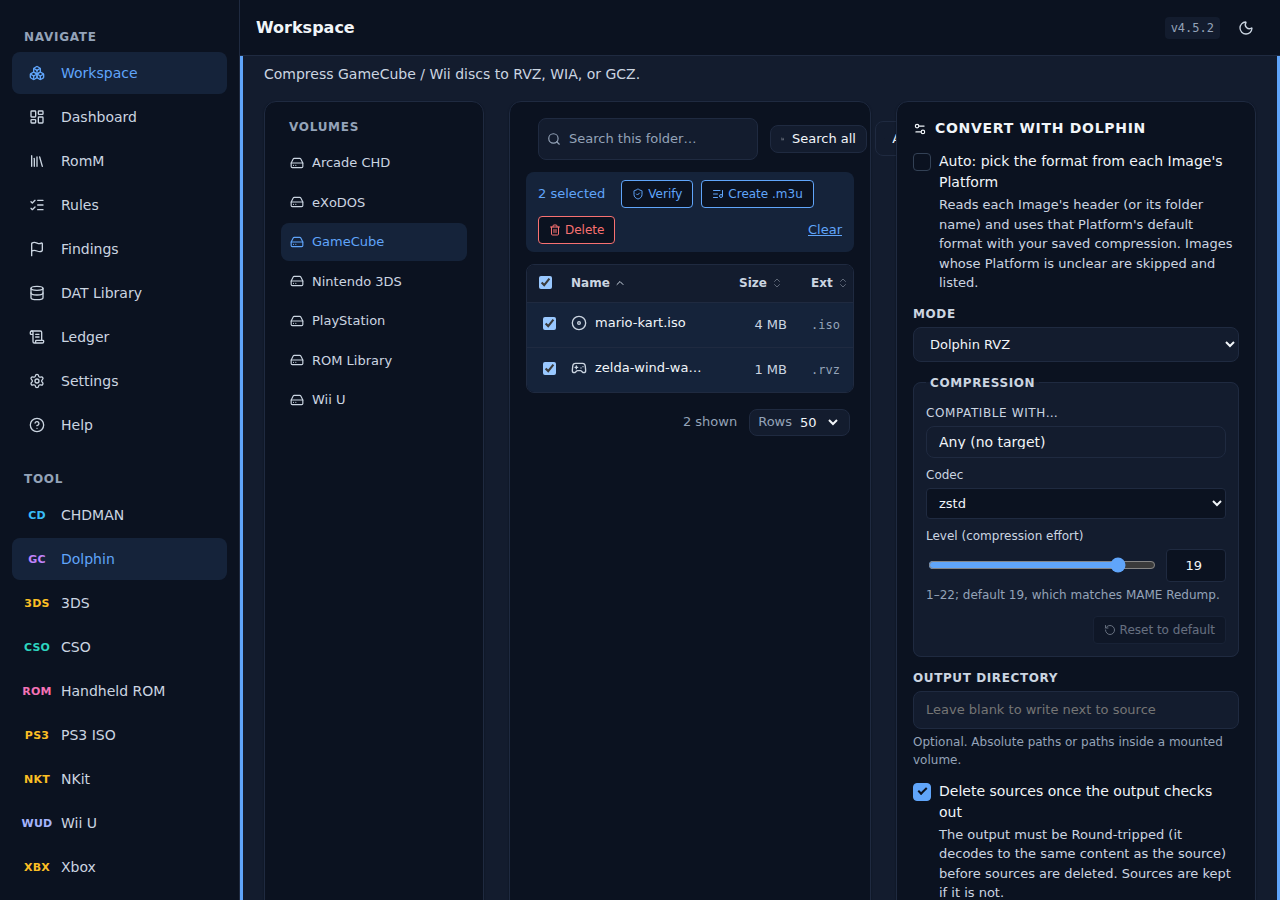 NAVIGATE
Workspace
Dashboard
RomM
Rules
Findings
DAT Library
Ledger
Settings
Help
TOOL
CD CHDMAN
GC Dolphin
3DS 3DS
CSO CSO
ROM Handheld ROM
PS3 PS3 ISO
NKT NKit
WUD Wii U
XBX Xbox
Workspace
v4.5.2
Compress GameCube / Wii discs to RVZ, WIA, or GCZ.
VOLUMES
Arcade CHD
eXoDOS
GameCube
Nintendo 3DS
PlayStation
ROM Library
Wii U
Search this folder…
Search all
2 selected Verify Create .m3u
Delete Clear
Name Size Ext
mario-kart.iso 4 MB .iso
zelda-wind-wa… 1 MB .rvz
2 shown Rows 50
CONVERT WITH DOLPHIN
Auto: pick the format from each Image's
Platform
Reads each Image's header (or its folder
name) and uses that Platform's default
format with your saved compression. Images
whose Platform is unclear are skipped and
listed.
MODE
Dolphin RVZ
COMPRESSION
COMPATIBLE WITH…
Any (no target)
Codec
zstd
Level (compression effort)
19
1–22; default 19, which matches MAME Redump.
Reset to default
OUTPUT DIRECTORY
Leave blank to write next to source
Optional. Absolute paths or paths inside a mounted
volume.
Delete sources once the output checks
out
The output must be Round-tripped (it
decodes to the same content as the source)
before sources are deleted. Sources are kept
if it is not.